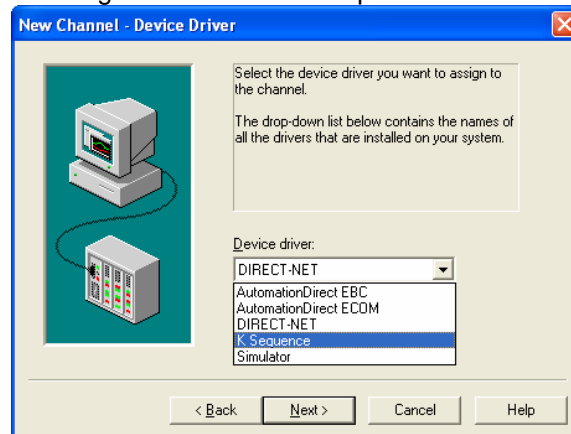 New Channel - Device Driver
Select the device driver you want to assign to
the channel.
The drop-down list below contains the names of
all the drivers that are installed on your system.
Device driver:
DIRECT-NET
AutomationDirect EBC
AutomationDirect ECOM
DIRECT-NET
K Sequence
Simulator
< Back Next > Cancel Help